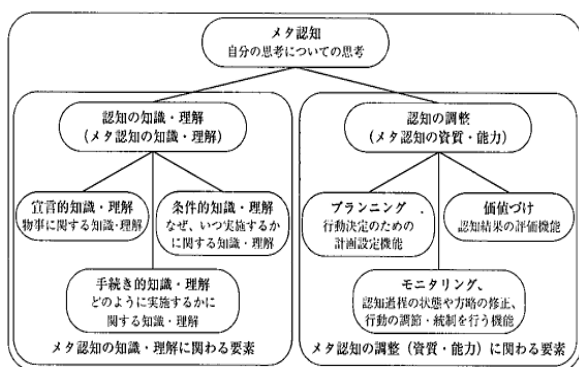 メタ認知
自分の思考についての思考
認知の知識・理解
(メタ認知の知識・理解)
認知の調整
(メタ認知の資質・能力)
宣言的知識・理解
物事に関する知識・理解
条件的知識・理解
なぜ、いつ実施するか
に関する知識・理解
プランニング
行動決定のための
計画設定機能
価値づけ
認知結果の評価機能
手続き的知識・理解
どのように実施するかに
関する知識・理解
モニタリング、
認知過程の状態や方略の修正、
行動の調節・統制を行う機能
メタ認知の知識・理解に関わる要素
メタ認知の調整（資質・能力）に関わる要素